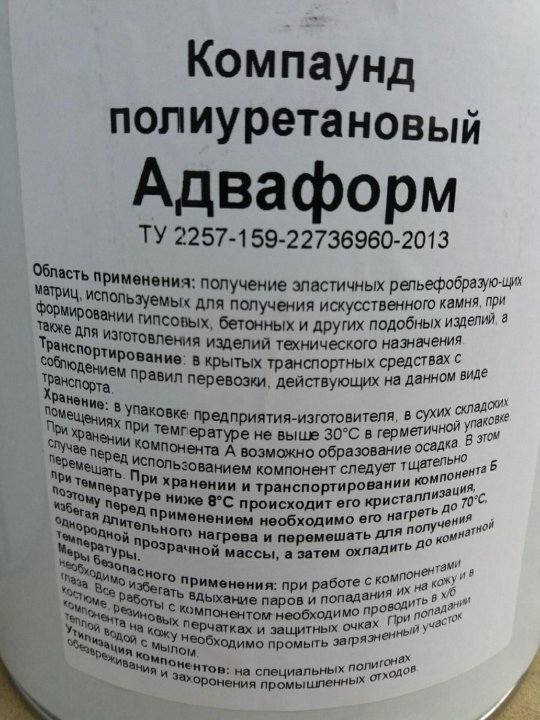 Компаунд
полиуретановый
Адваформ
ТУ 2257-159-22736960-2013
Область применения: получение эластичных рельефобразую-щих
матриц, используемых для получения искусственного камня, при
формировании гипсовых, бетонных и других подобных изделий, а
также для изготовления изделий технического назначения.
Транспортирование: в крытых транспортных средствах с
соблюдением правил перевозки, действующих на данном виде
транспорта.
Хранение: в упаковке предприятия-изготовителя, в сухих складских
помещениях при температуре не выше 30°С в герметичной упаковке.
При хранении компонента А возможно образование осадка. В этом
случае перед использованием компонент следует тщательно
перемешать. При хранении и транспортировании компонента Б
при температуре ниже 8°С происходит его кристаллизация,
поэтому перед применением необходимо его нагреть до 70°С,
избегая длительного нагрева и перемешать для получения
однородной прозрачной массы, а затем охладить до комнатной
температуры.
Меры безопасного применения: при работе с компонентами
необходимо избегать вдыхание паров и попадания их на кожу и в
глаза. Все работы с компонентом необходимо проводить в х/б
костюме, резиновых перчатках и защитных очках. При попадании
компонента на кожу необходимо промыть загрязненный участок
теплой водой с мылом.
Утилизация компонентов: на специальных полигонах
обезвреживания и захоронения промышленных отходов.